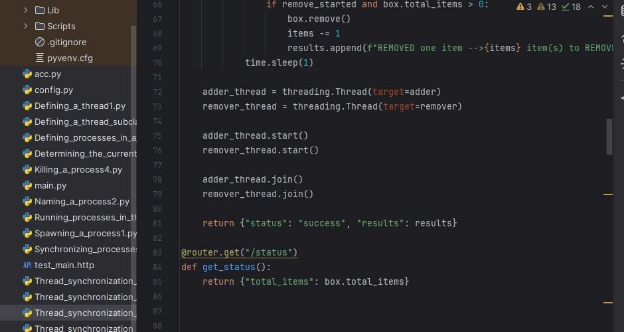 Lib
Scripts
.gitignore
pyvenv.cfg
acc.py
config.py
Defining_a_thread1.py
Defining_a_thread_subcla
Defining_processes_in_a
Determining_the_current
Killing_a_process4.py
main.py
Naming_a_process2.py
Running_processes_in_th
Spawning_a_process1.py
Synchronizing_processes
API test_main.http
Thread_synchronization_
Thread_synchronization_
Thread_synchronization_
Thread_synchronization
3 13 18
66 if remove_started and box.total_items > 0:
67 box.remove()
68 items -= 1
69 results.append(f"REMOVED one item -->{items} item(s) to REMOV
70 time.sleep(1)
71
72 adder_thread = threading.Thread(target=adder)
73 remover_thread = threading.Thread(target=remover)
74
75 adder_thread.start()
76 remover_thread.start()
77
78 adder_thread.join()
79 remover_thread.join()
80
81 return {"status": "success", "results": results}
82
83 @router.get("/status")
84 def get_status():
85 return {"total_items": box.total_items}
86
87
88